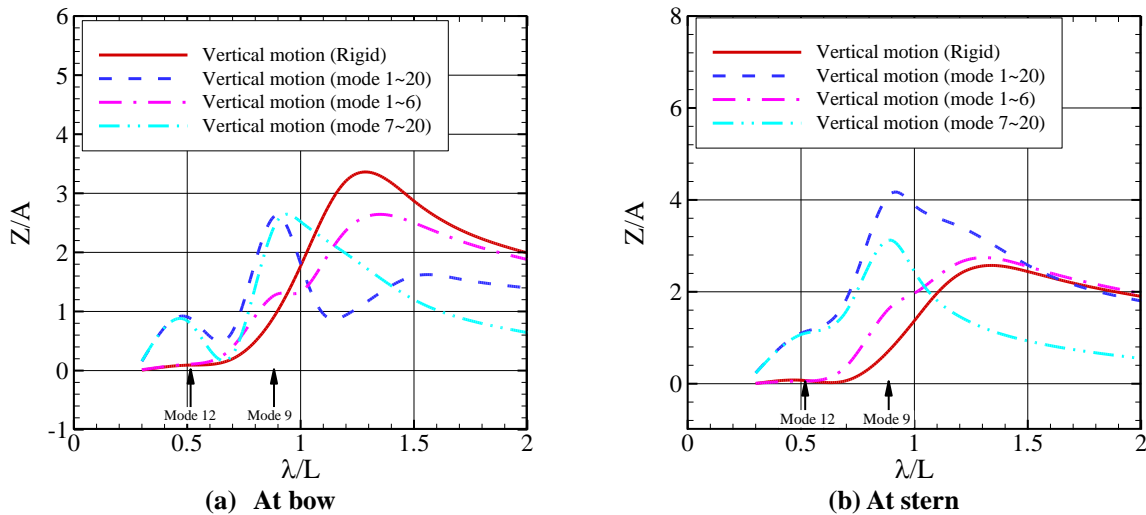 6
5
4
3
2
1
0
-1
Z/A
Vertical motion (Rigid)
Vertical motion (mode 1~20)
Vertical motion (mode 1~6)
Vertical motion (mode 7~20)
Mode 12
Mode 9
0
0.5
1
1.5
2
λ/L
(a) At bow
8
6
4
2
0
Z/A
Vertical motion (Rigid)
Vertical motion (mode 1~20)
Vertical motion (mode 1~6)
Vertical motion (mode 7~20)
Mode 12
Mode 9
0
0.5
1
1.5
2
λ/L
(b) At stern